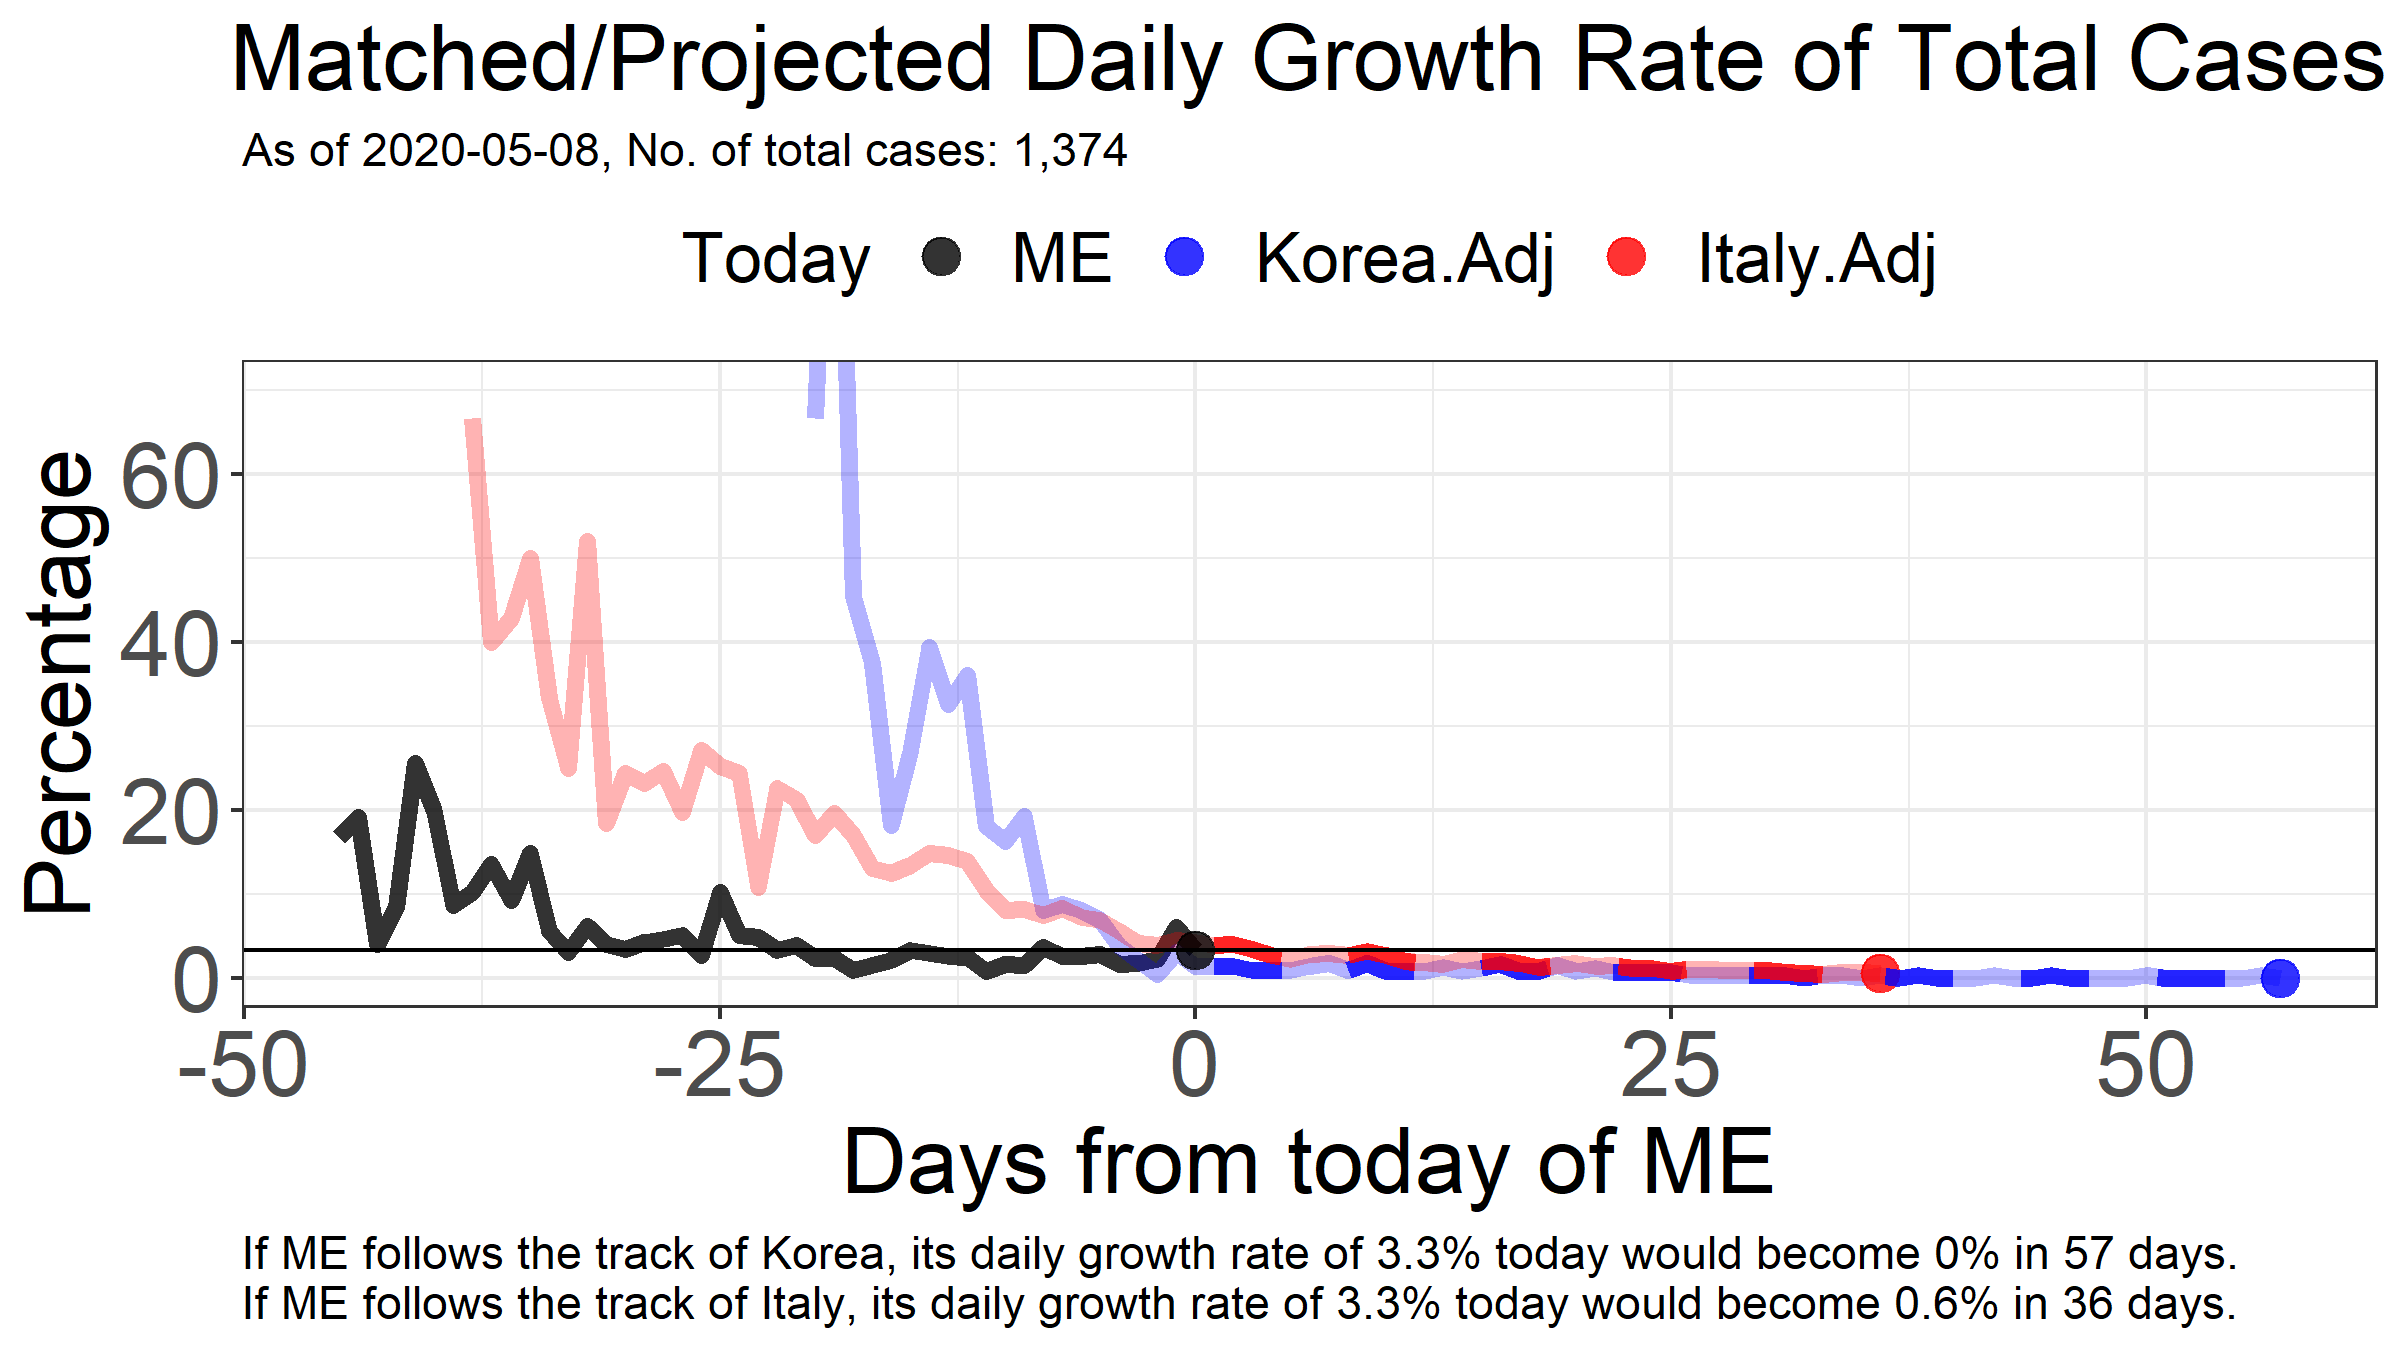 Matched/Projected Daily Growth Rate of Total Cases
As of 2020-05-08, No. of total cases: 1,374
Today ME Korea.Adj Italy.Adj
Percentage
60
40
20
0
-50 -25 0 25 50
Days from today of ME
If ME follows the track of Korea, its daily growth rate of 3.3% today would become 0% in 57 days.
If ME follows the track of Italy, its daily growth rate of 3.3% today would become 0.6% in 36 days.